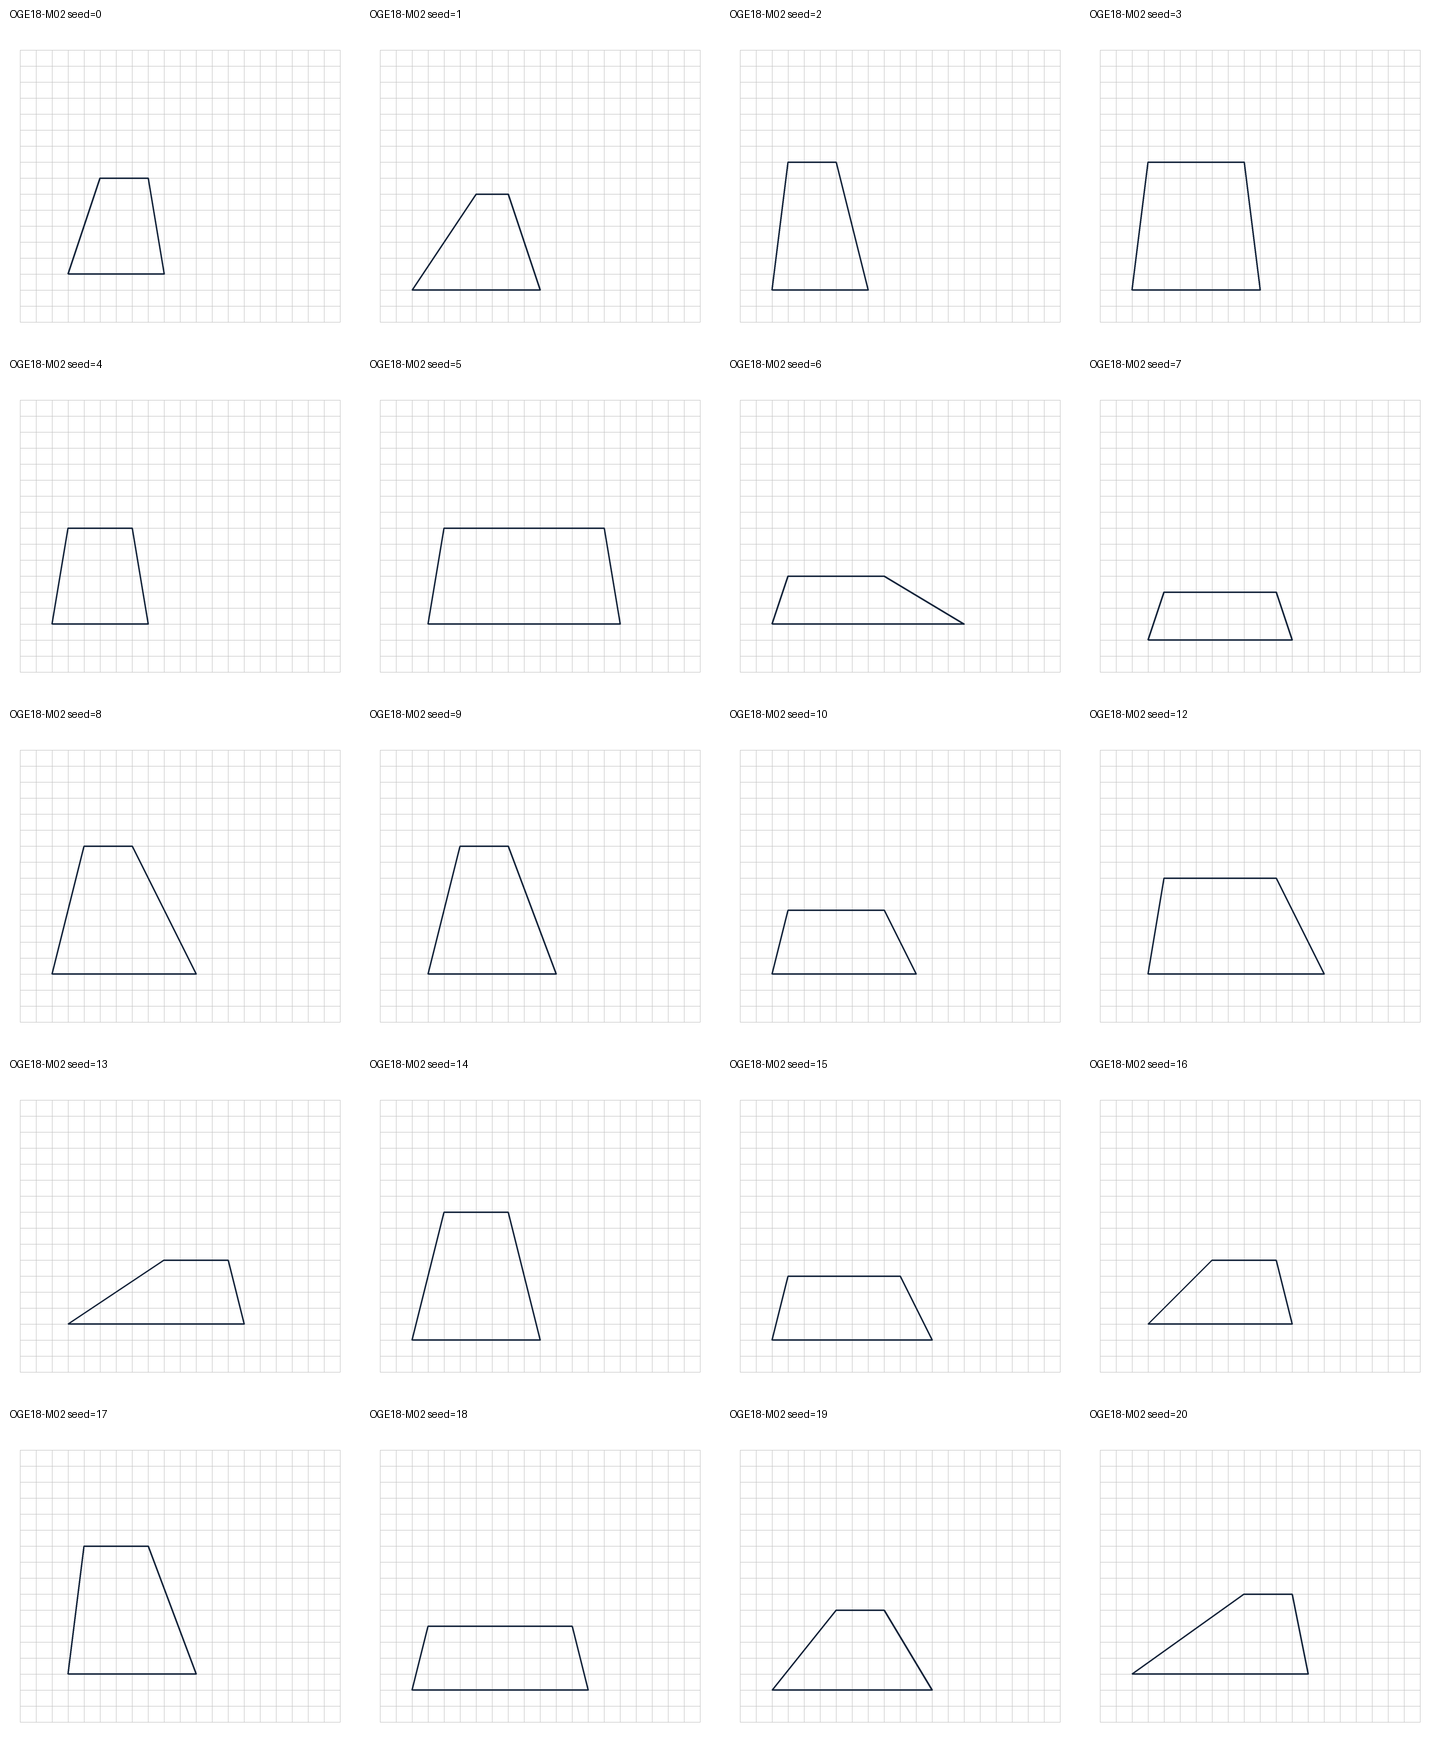 OGE18-M02 seed=0
OGE18-M02 seed=1
OGE18-M02 seed=2
OGE18-M02 seed=3
OGE18-M02 seed=4
OGE18-M02 seed=5
OGE18-M02 seed=6
OGE18-M02 seed=7
OGE18-M02 seed=8
OGE18-M02 seed=9
OGE18-M02 seed=10
OGE18-M02 seed=12
OGE18-M02 seed=13
OGE18-M02 seed=14
OGE18-M02 seed=15
OGE18-M02 seed=16
OGE18-M02 seed=17
OGE18-M02 seed=18
OGE18-M02 seed=19
OGE18-M02 seed=20